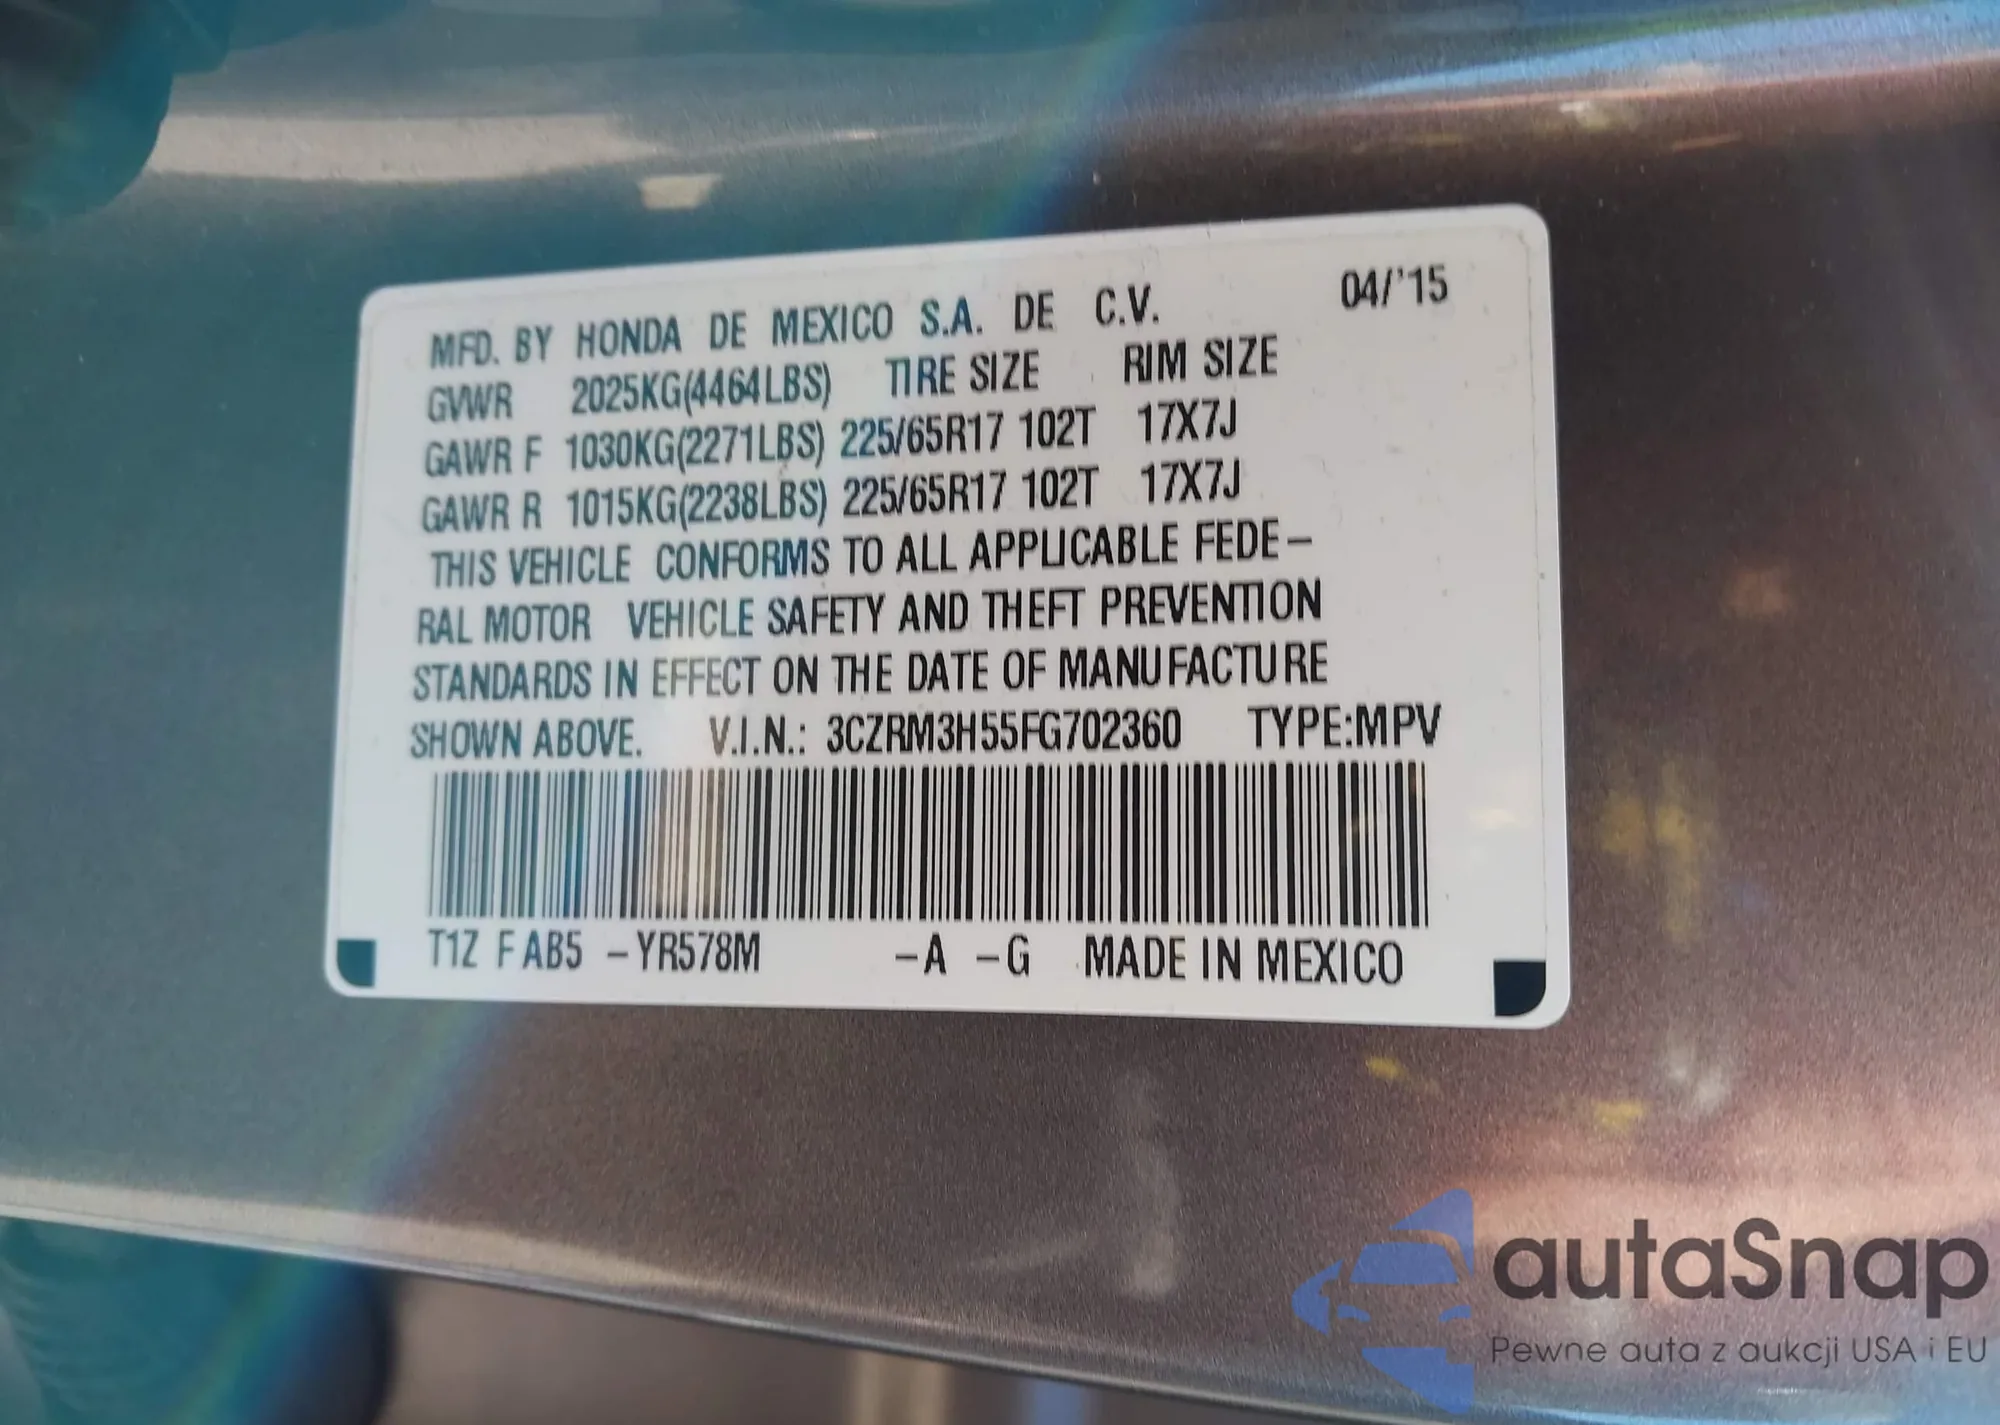 MFD. BY HONDA DE MEXICO S.A. DE C.V. 04/'15
GVWR 2025KG(4464LBS) TIRE SIZE RIM SIZE
GAWR F 1030KG(2271LBS) 225/65R17 102T 17X7J
GAWR R 1015KG(2238LBS) 225/65R17 102T 17X7J
THIS VEHICLE CONFORMS TO ALL APPLICABLE FEDE–
RAL MOTOR VEHICLE SAFETY AND THEFT PREVENTION
STANDARDS IN EFFECT ON THE DATE OF MANUFACTURE
SHOWN ABOVE. V.I.N.: 3CZRM3H55FG702360 TYPE:MPV
T1Z F AB5 –YR578M –A –G MADE IN MEXICO
autaSnap
Pewne auta z aukcji USA i EU